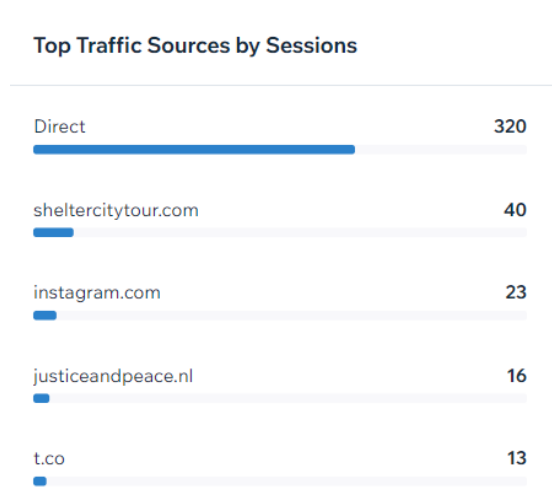 Top Traffic Sources by Sessions
Direct 320
sheltercitytour.com 40
instagram.com 23
justiceandpeace.nl 16
t.co 13